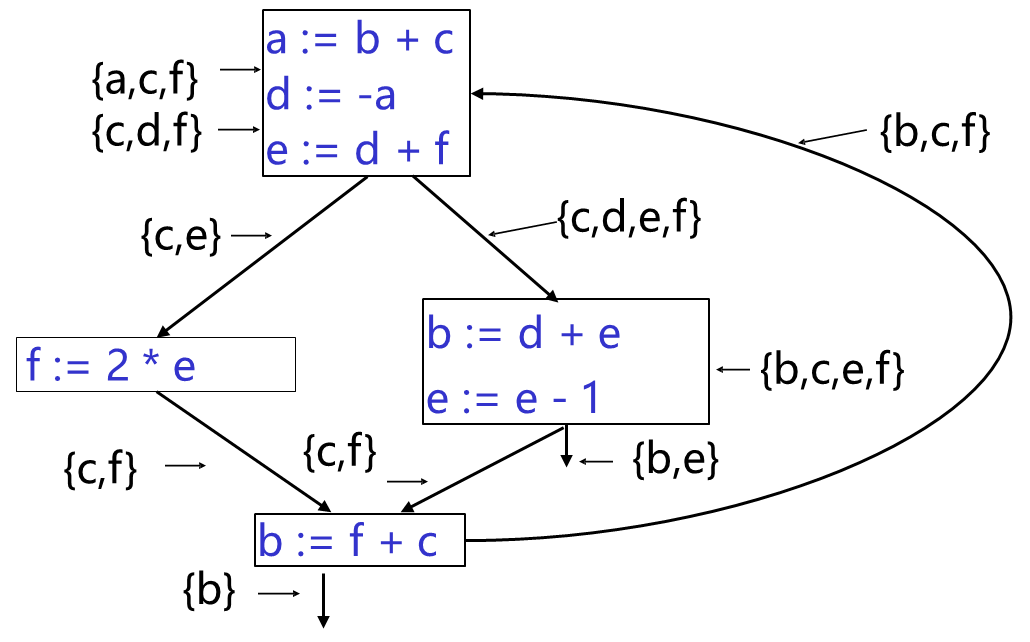 a := b + c
{a,c,f}
d := -a
{c,d,f}
e := d + f
{b,c,f}
{c,e}
{c,d,e,f}
b := d + e
f := 2 * e
{b,c,e,f}
e := e - 1
{c,f}
{c,f}
{b,e}
b := f + c
{b}